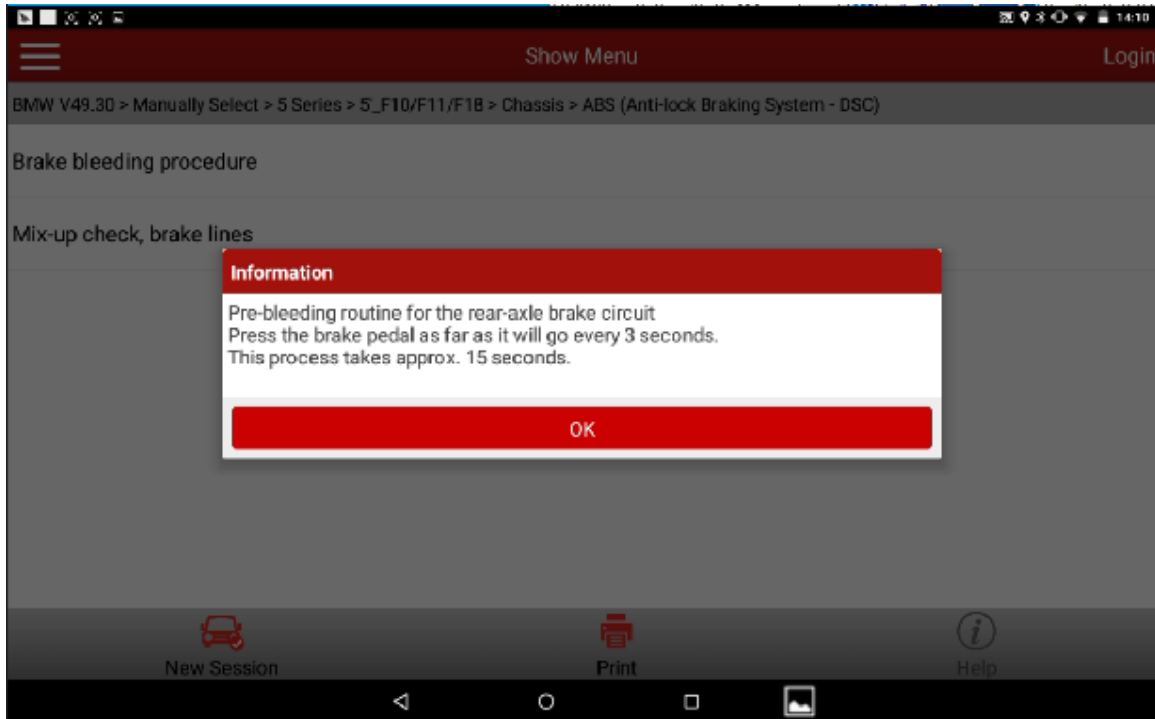 14:10
Show Menu
Login
BMW V49.30 > Manually Select > 5 Series > 5'_F10/F11/F18 > Chassis > ABS (Anti-lock Braking System - DSC)
Brake bleeding procedure
Mix-up check, brake lines
Information
Pre-bleeding routine for the rear-axle brake circuit
Press the brake pedal as far as it will go every 3 seconds.
This process takes approx. 15 seconds.
OK
New Session
Print
Help